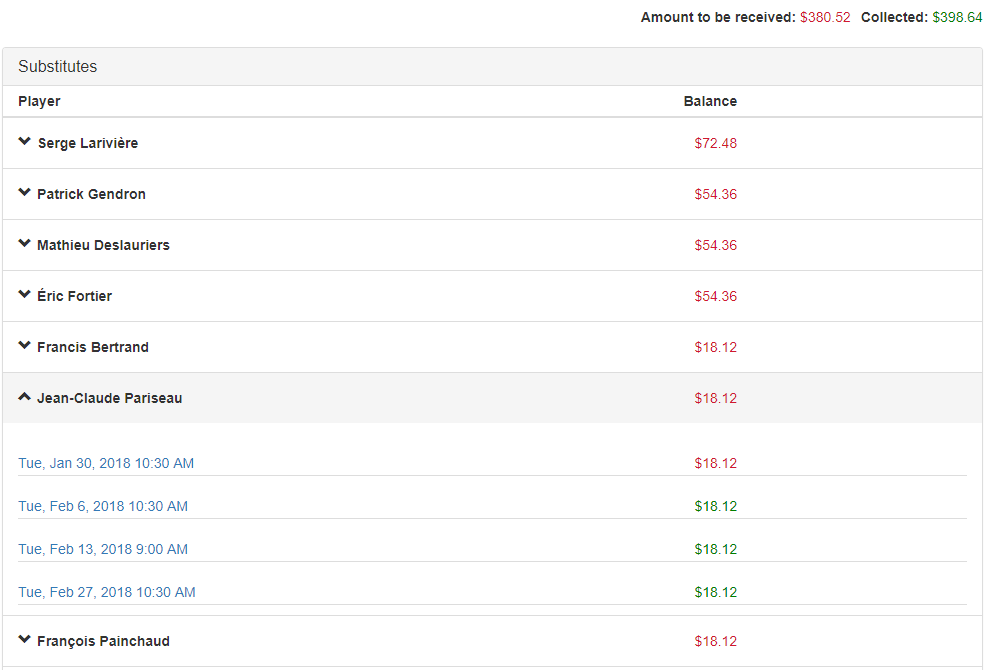 Amount to be received: $380.52 Collected: $398.64
Substitutes
Player Balance
Serge Larivière $72.48
Patrick Gendron $54.36
Mathieu Deslauriers $54.36
Éric Fortier $54.36
Francis Bertrand $18.12
Jean-Claude Pariseau $18.12
Tue, Jan 30, 2018 10:30 AM $18.12
Tue, Feb 6, 2018 10:30 AM $18.12
Tue, Feb 13, 2018 9:00 AM $18.12
Tue, Feb 27, 2018 10:30 AM $18.12
François Painchaud $18.12